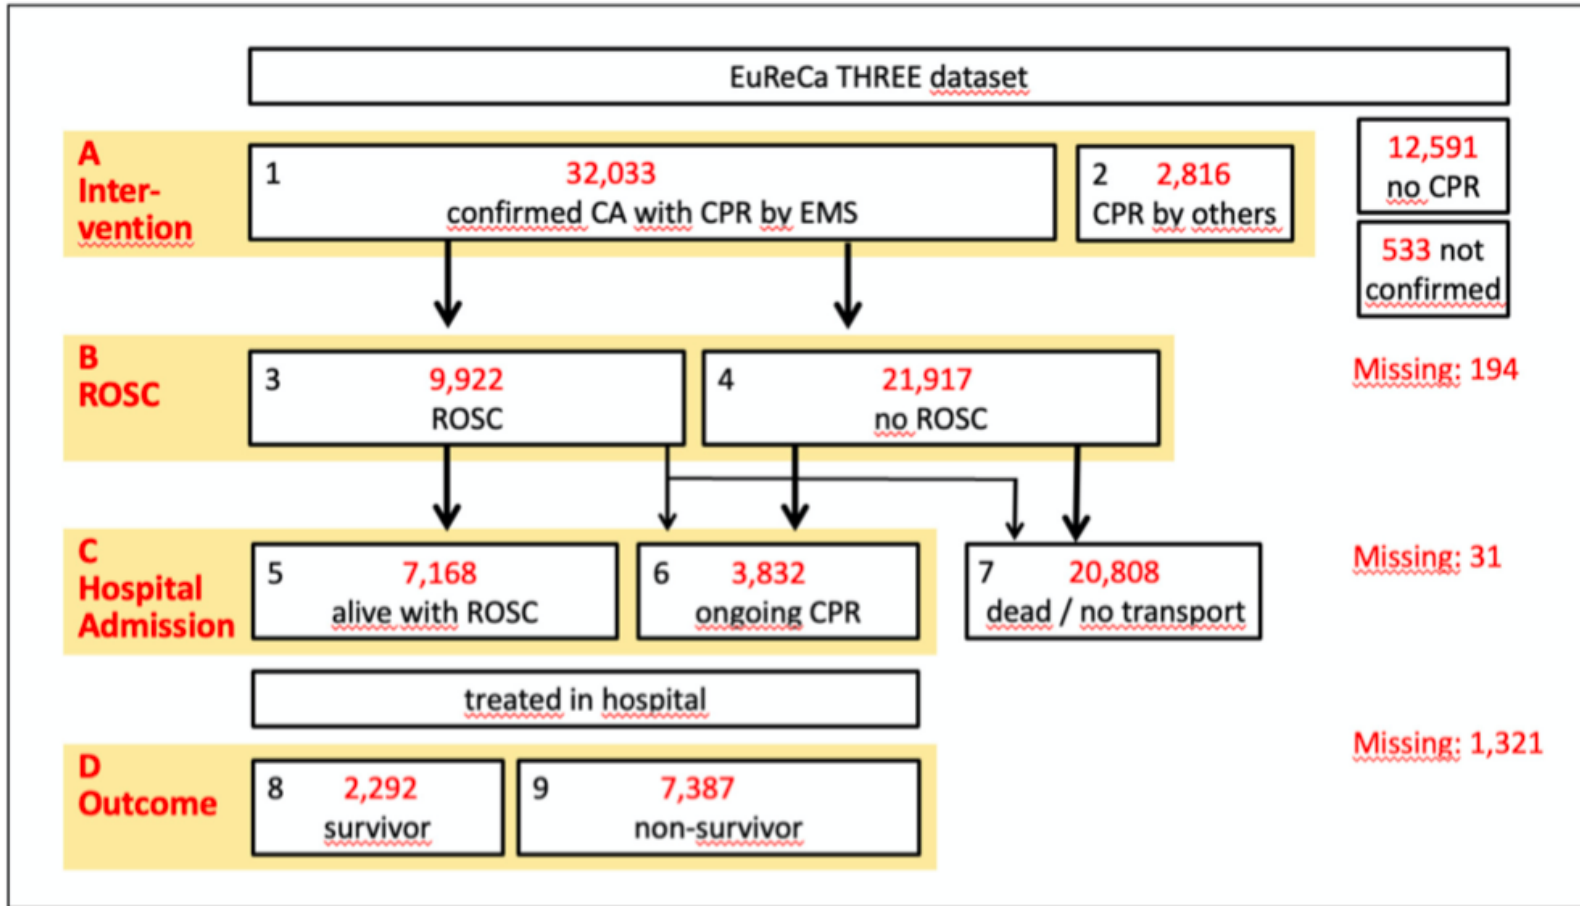 EuReCa THREE dataset
A
Inter-
vention
1 32,033
confirmed CA with CPR by EMS
2 2,816
CPR by others
12,591
no CPR
533 not
confirmed
B
ROSC
3 9,922
ROSC
4 21,917
no ROSC
Missing: 194
C
Hospital
Admission
5 7,168
alive with ROSC
6 3,832
ongoing CPR
7 20,808
dead / no transport
Missing: 31
treated in hospital
D
Outcome
8 2,292
survivor
9 7,387
non-survivor
Missing: 1,321